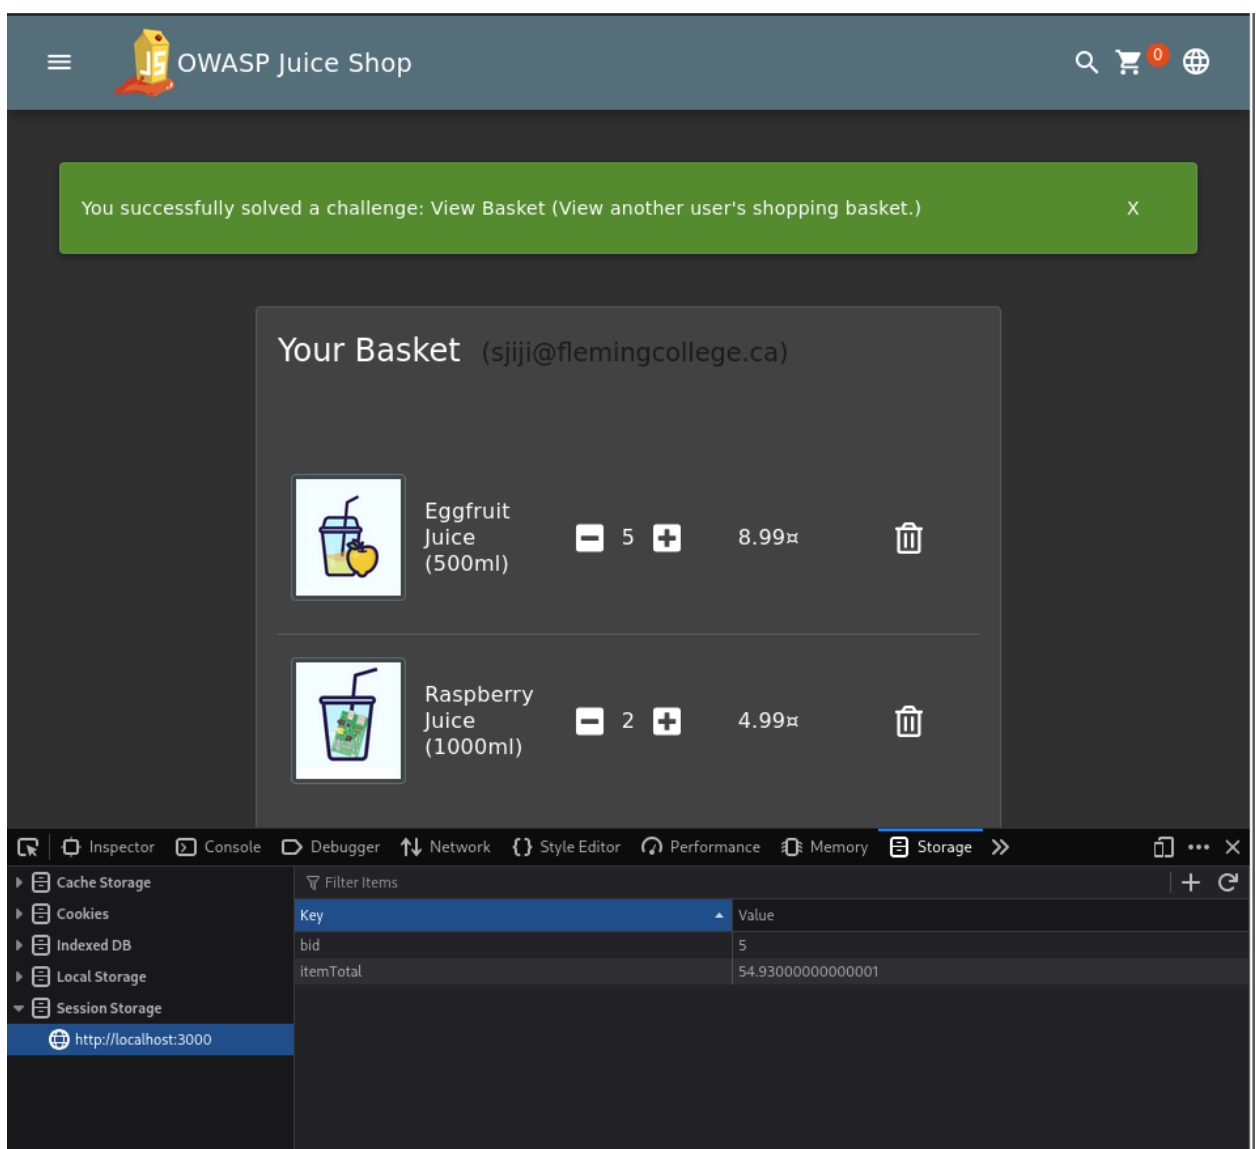 JS OWASP Juice Shop 0
You successfully solved a challenge: View Basket (View another user's shopping basket.) X
Your Basket (sjiji@flemingcollege.ca)
Eggfruit
Juice
(500ml)
5
8.99¤
Raspberry
Juice
(1000ml)
2
4.99¤
Inspector Console Debugger Network {} Style Editor Performance Memory Storage
Cache Storage
Cookies
Indexed DB
Local Storage
Session Storage
http://localhost:3000
Filter Items
Key Value
bid 5
itemTotal 54.93000000000001